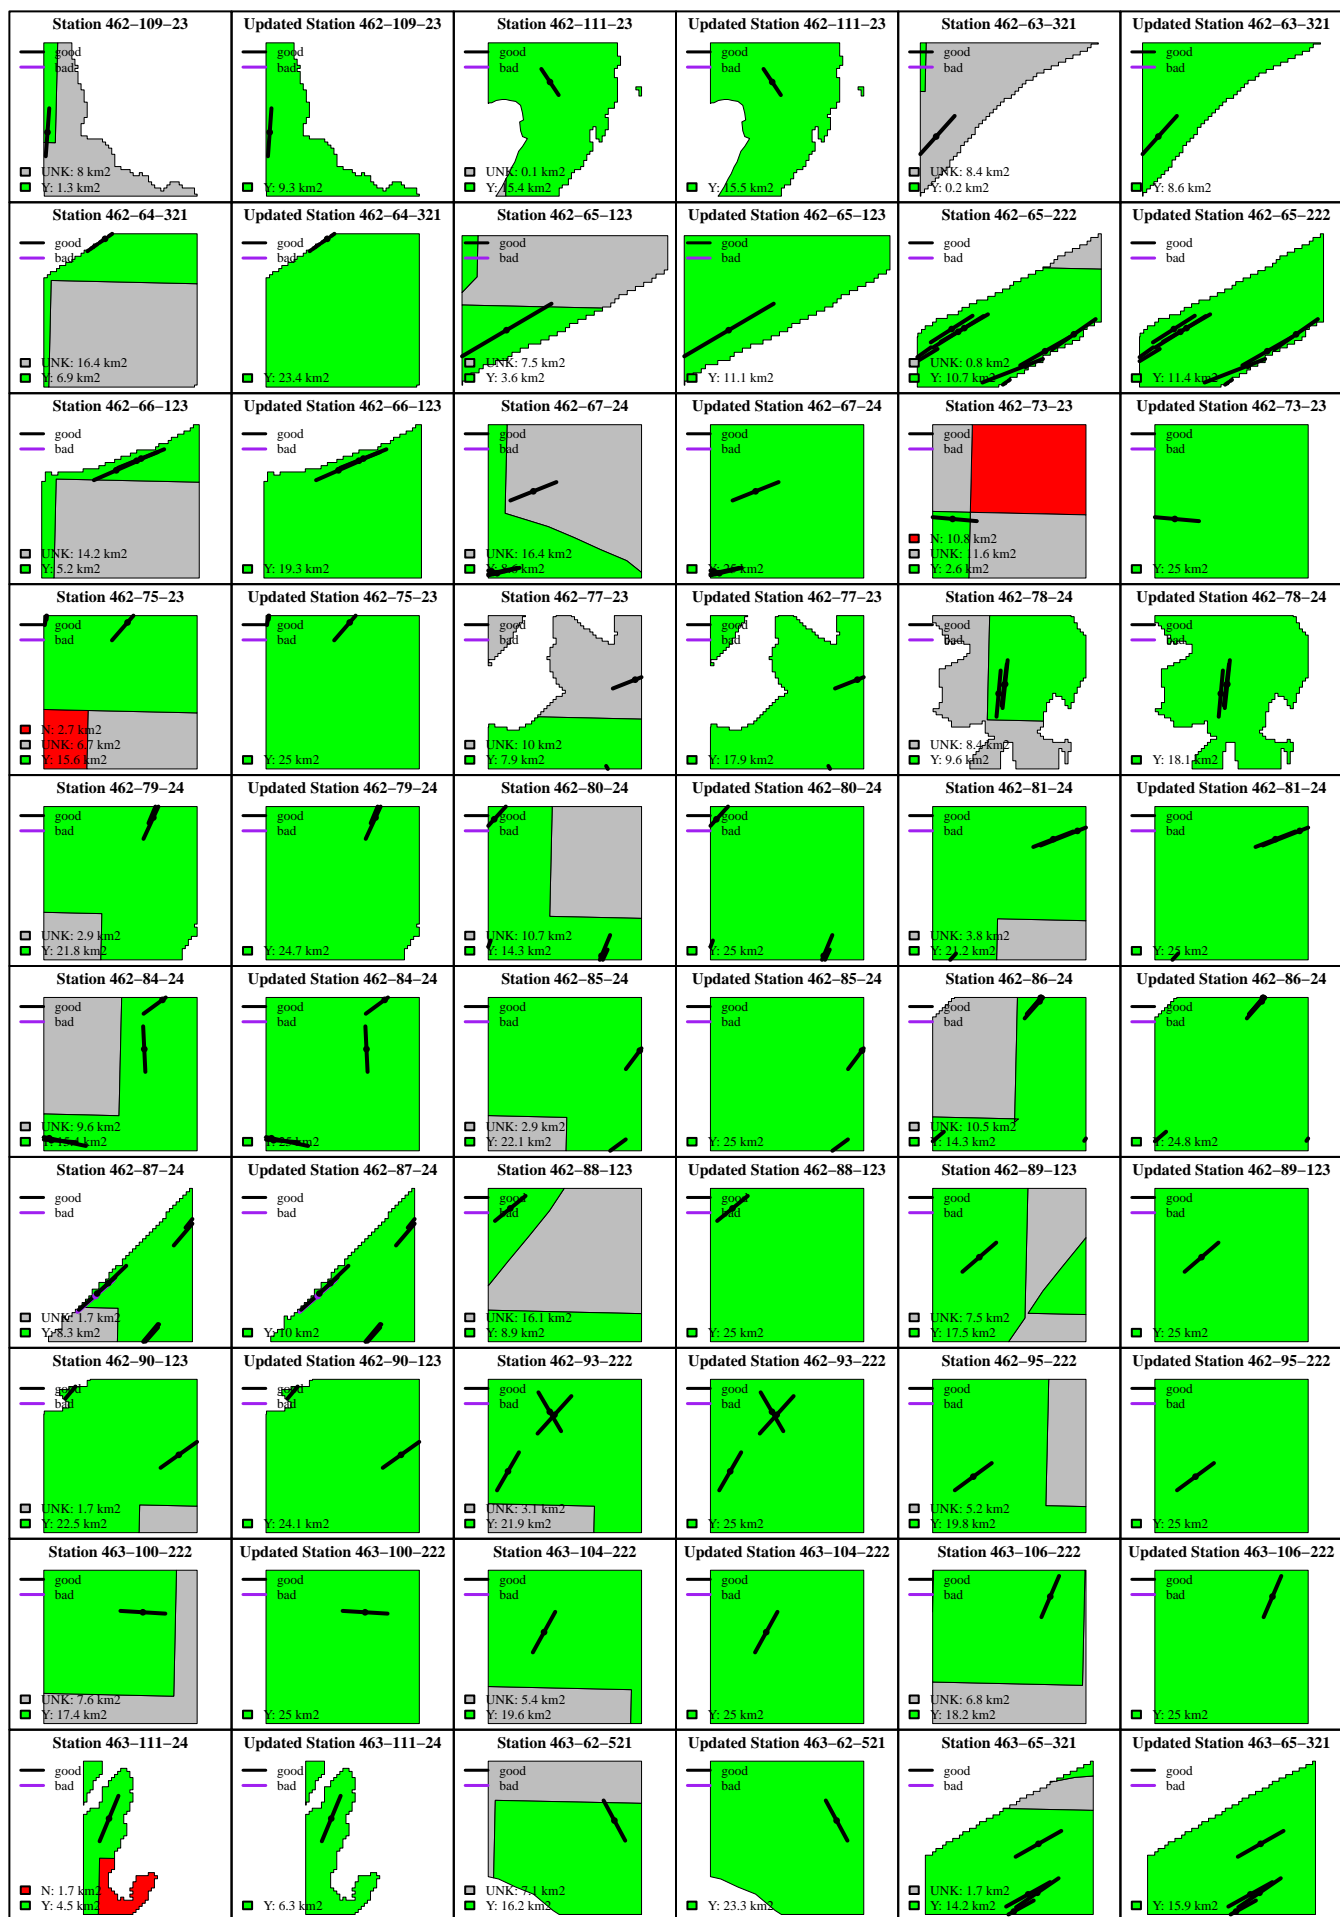 Station 462−109−23
good
bad
UNK: 8 km2
Y: 1.3 km2
Updated Station 462−109−23
good
bad
Y: 9.3 km2
Station 462−111−23
good
bad
UNK: 0.1 km2
Y: 15.4 km2
Updated Station 462−111−23
good
bad
Y: 15.5 km2
Station 462−63−321
good
bad
UNK: 8.4 km2
Y: 0.2 km2
Updated Station 462−63−321
good
bad
Y: 8.6 km2
Station 462−64−321
good
bad
UNK: 16.4 km2
Y: 6.9 km2
Updated Station 462−64−321
good
bad
Y: 23.4 km2
Station 462−65−123
good
bad
UNK: 7.5 km2
Y: 3.6 km2
Updated Station 462−65−123
good
bad
Y: 11.1 km2
Station 462−65−222
good
bad
UNK: 0.8 km2
Y: 10.7 km2
Updated Station 462−65−222
good
bad
Y: 11.4 km2
Station 462−66−123
good
bad
UNK: 14.2 km2
Y: 5.2 km2
Updated Station 462−66−123
good
bad
Y: 19.3 km2
Station 462−67−24
good
bad
UNK: 16.4 km2
Y: 8.6 km2
Updated Station 462−67−24
good
bad
Y: 25 km2
Station 462−73−23
good
bad
N: 10.8 km2
UNK: 11.6 km2
Y: 2.6 km2
Updated Station 462−73−23
good
bad
Y: 25 km2
Station 462−75−23
good
bad
N: 2.7 km2
UNK: 6.7 km2
Y: 15.6 km2
Updated Station 462−75−23
good
bad
Y: 25 km2
Station 462−77−23
good
bad
UNK: 10 km2
Y: 7.9 km2
Updated Station 462−77−23
good
bad
Y: 17.9 km2
Station 462−78−24
good
bad
UNK: 8.4 km2
Y: 9.6 km2
Updated Station 462−78−24
good
bad
Y: 18.1 km2
Station 462−79−24
good
bad
UNK: 2.9 km2
Y: 21.8 km2
Updated Station 462−79−24
good
bad
Y: 24.7 km2
Station 462−80−24
good
bad
UNK: 10.7 km2
Y: 14.3 km2
Updated Station 462−80−24
good
bad
Y: 25 km2
Station 462−81−24
good
bad
UNK: 3.8 km2
Y: 21.2 km2
Updated Station 462−81−24
good
bad
Y: 25 km2
Station 462−84−24
good
bad
UNK: 9.6 km2
Y: 15.4 km2
Updated Station 462−84−24
good
bad
Y: 25 km2
Station 462−85−24
good
bad
UNK: 2.9 km2
Y: 22.1 km2
Updated Station 462−85−24
good
bad
Y: 25 km2
Station 462−86−24
good
bad
UNK: 10.5 km2
Y: 14.3 km2
Updated Station 462−86−24
good
bad
Y: 24.8 km2
Station 462−87−24
good
bad
UNK: 1.7 km2
Y: 8.3 km2
Updated Station 462−87−24
good
bad
Y: 10 km2
Station 462−88−123
good
bad
UNK: 16.1 km2
Y: 8.9 km2
Updated Station 462−88−123
good
bad
Y: 25 km2
Station 462−89−123
good
bad
UNK: 7.5 km2
Y: 17.5 km2
Updated Station 462−89−123
good
bad
Y: 25 km2
Station 462−90−123
good
bad
UNK: 1.7 km2
Y: 22.5 km2
Updated Station 462−90−123
good
bad
Y: 24.1 km2
Station 462−93−222
good
bad
UNK: 3.1 km2
Y: 21.9 km2
Updated Station 462−93−222
good
bad
Y: 25 km2
Station 462−95−222
good
bad
UNK: 5.2 km2
Y: 19.8 km2
Updated Station 462−95−222
good
bad
Y: 25 km2
Station 463−100−222
good
bad
UNK: 7.6 km2
Y: 17.4 km2
Updated Station 463−100−222
good
bad
Y: 25 km2
Station 463−104−222
good
bad
UNK: 5.4 km2
Y: 19.6 km2
Updated Station 463−104−222
good
bad
Y: 25 km2
Station 463−106−222
good
bad
UNK: 6.8 km2
Y: 18.2 km2
Updated Station 463−106−222
good
bad
Y: 25 km2
Station 463−111−24
good
bad
N: 1.7 km2
Y: 4.5 km2
Updated Station 463−111−24
good
bad
Y: 6.3 km2
Station 463−62−521
good
bad
UNK: 7.1 km2
Y: 16.2 km2
Updated Station 463−62−521
good
bad
Y: 23.3 km2
Station 463−65−321
good
bad
UNK: 1.7 km2
Y: 14.2 km2
Updated Station 463−65−321
good
bad
Y: 15.9 km2